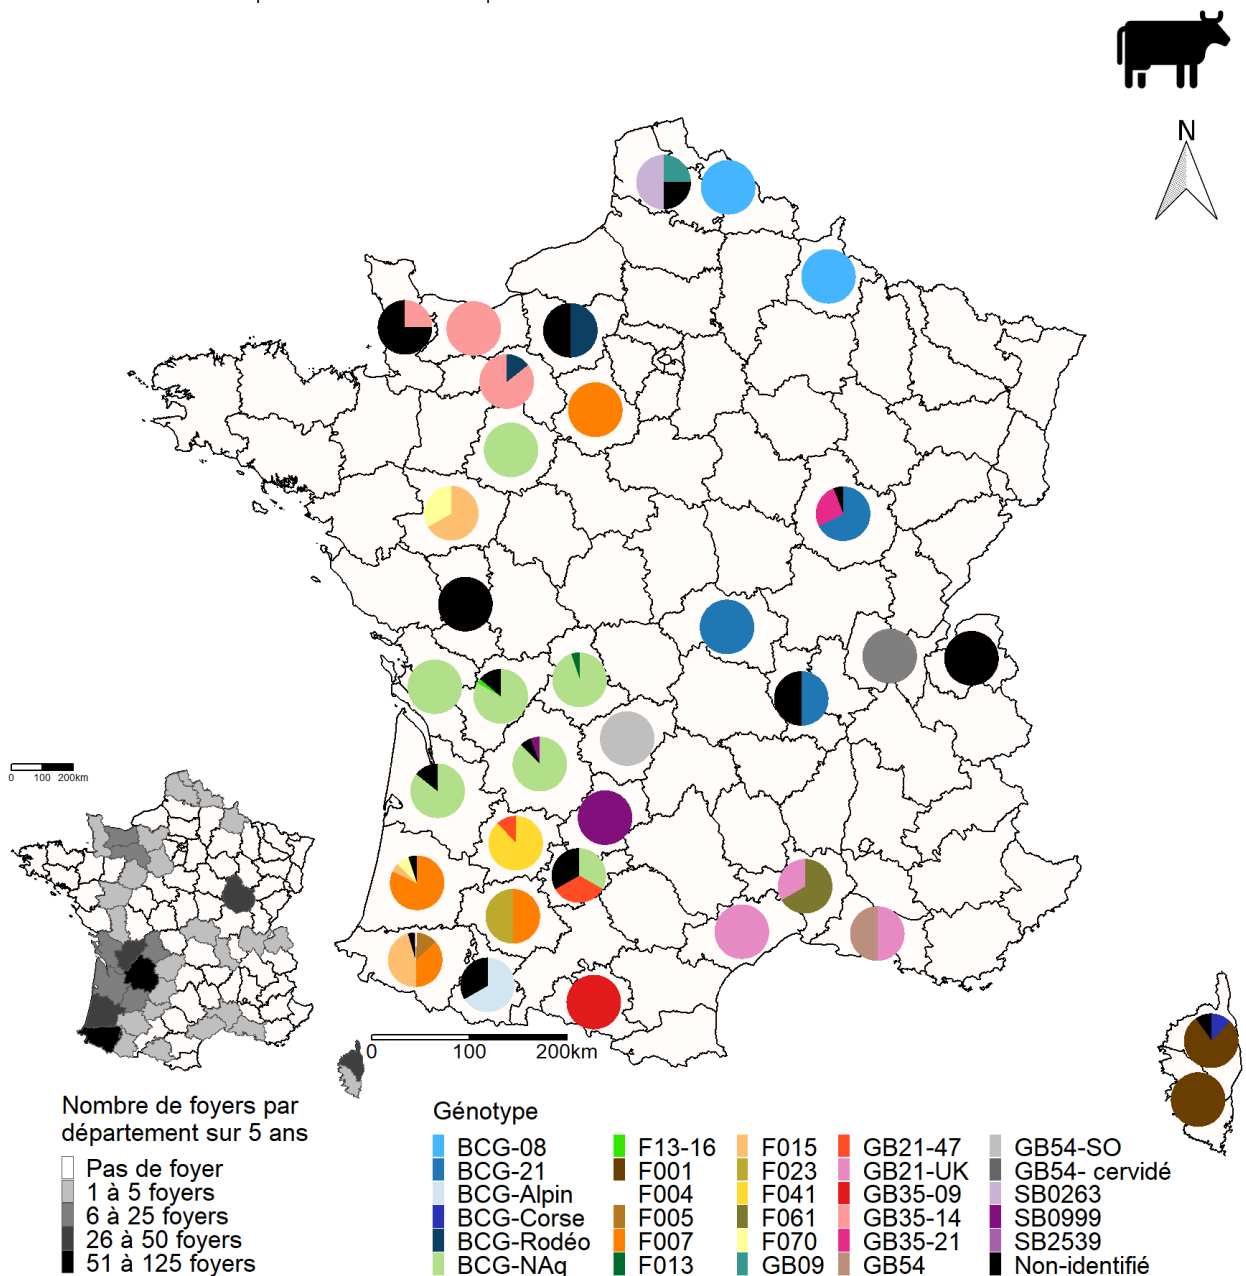 N
0 100 200km
0 100 200km
Nombre de foyers par
département sur 5 ans
Pas de foyer
1 à 5 foyers
6 à 25 foyers
26 à 50 foyers
51 à 125 foyers
Génotype
BCG-08
BCG-21
BCG-Alpin
BCG-Corse
BCG-Rodéo
BCG-NAq
F13-16
F001
F004
F005
F007
F013
F015
F023
F041
F061
F070
GB09
GB21-47
GB21-UK
GB35-09
GB35-14
GB35-21
GB54
GB54-SO
GB54- cervidé
SB0263
SB0999
SB2539
Non-identifié